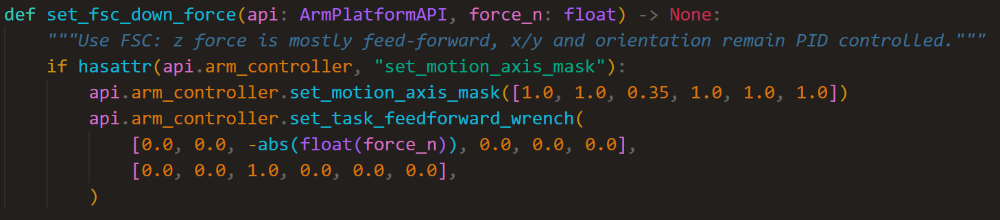 def set_fsc_down_force(api: ArmPlatformAPI, force_n: float) -> None:
    """Use FSC: z force is mostly feed-forward, x/y and orientation remain PID controlled."""
    if hasattr(api.arm_controller, "set_motion_axis_mask"):
        api.arm_controller.set_motion_axis_mask([1.0, 1.0, 0.35, 1.0, 1.0, 1.0])
        api.arm_controller.set_task_feedforward_wrench(
            [0.0, 0.0, -abs(float(force_n)), 0.0, 0.0, 0.0],
            [0.0, 0.0, 1.0, 0.0, 0.0, 0.0],
        )